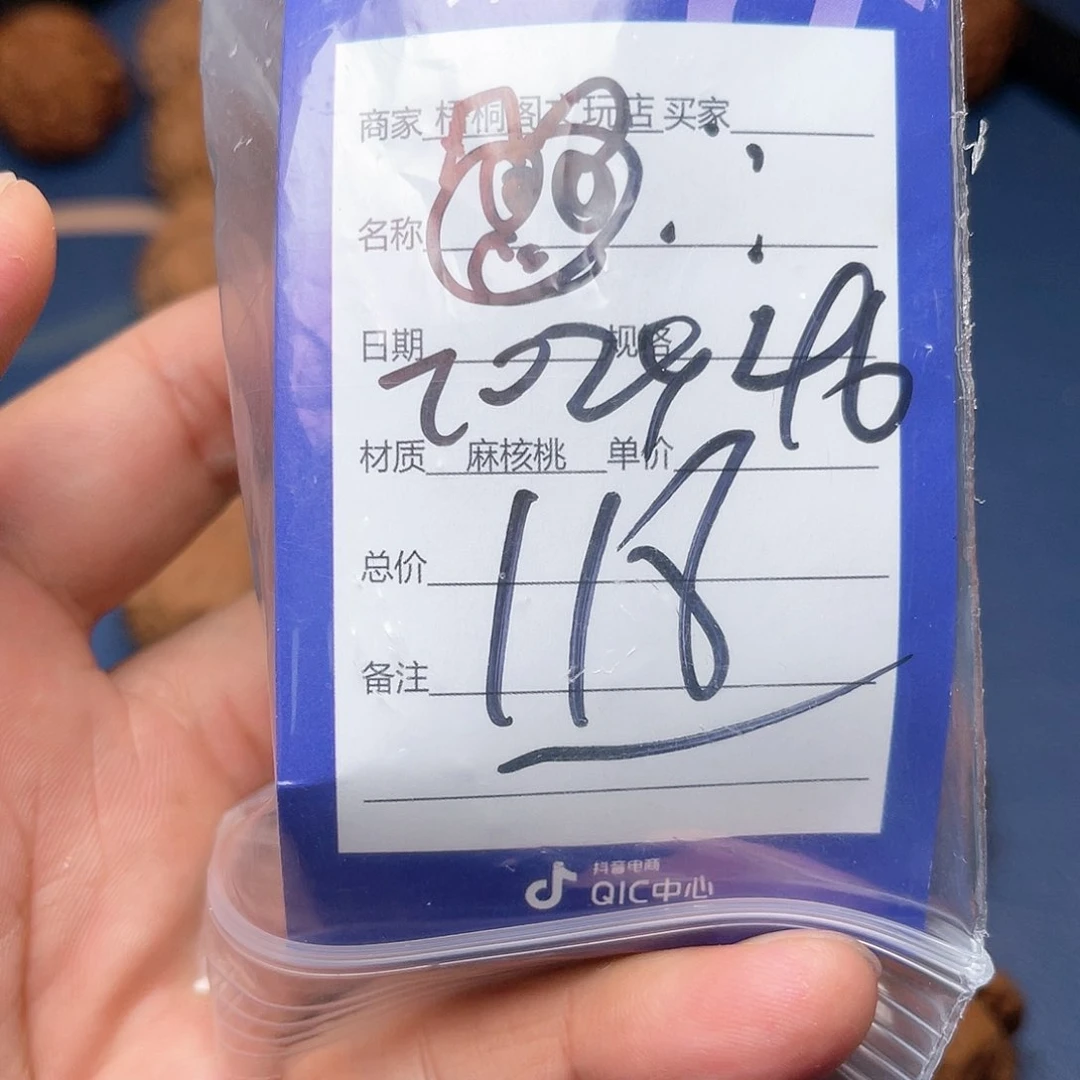 商家 梧桐阁文玩店 买家
名称
日期 规格
材质 麻核桃 单价
118
总价
备注
抖音电商
QIC中心